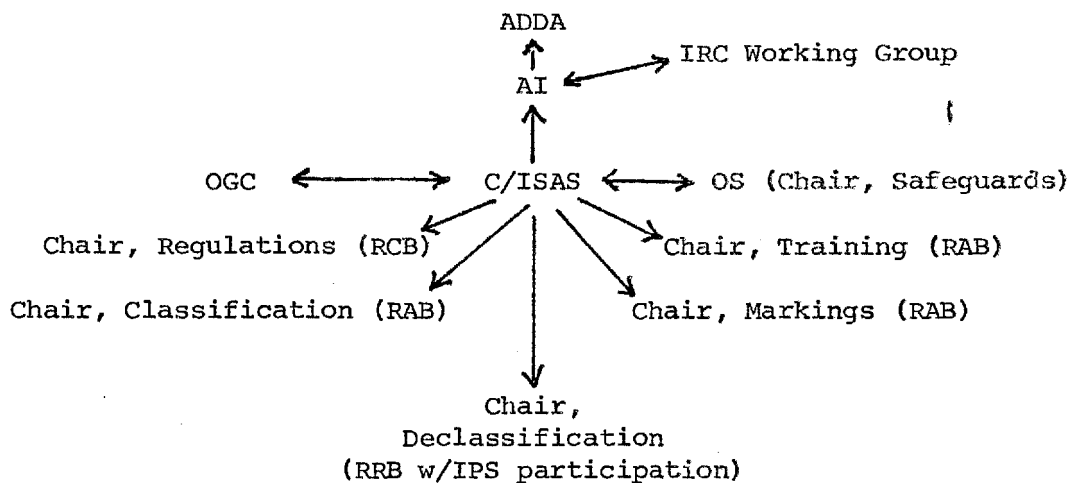 ADDA
IRC Working Group
AI
OGC C/ISAS OS (Chair, Safeguards)
Chair, Regulations (RCB) Chair, Training (RAB)
Chair, Classification (RAB) Chair, Markings (RAB)
Chair,
Declassification
(RRB w/IPS participation)